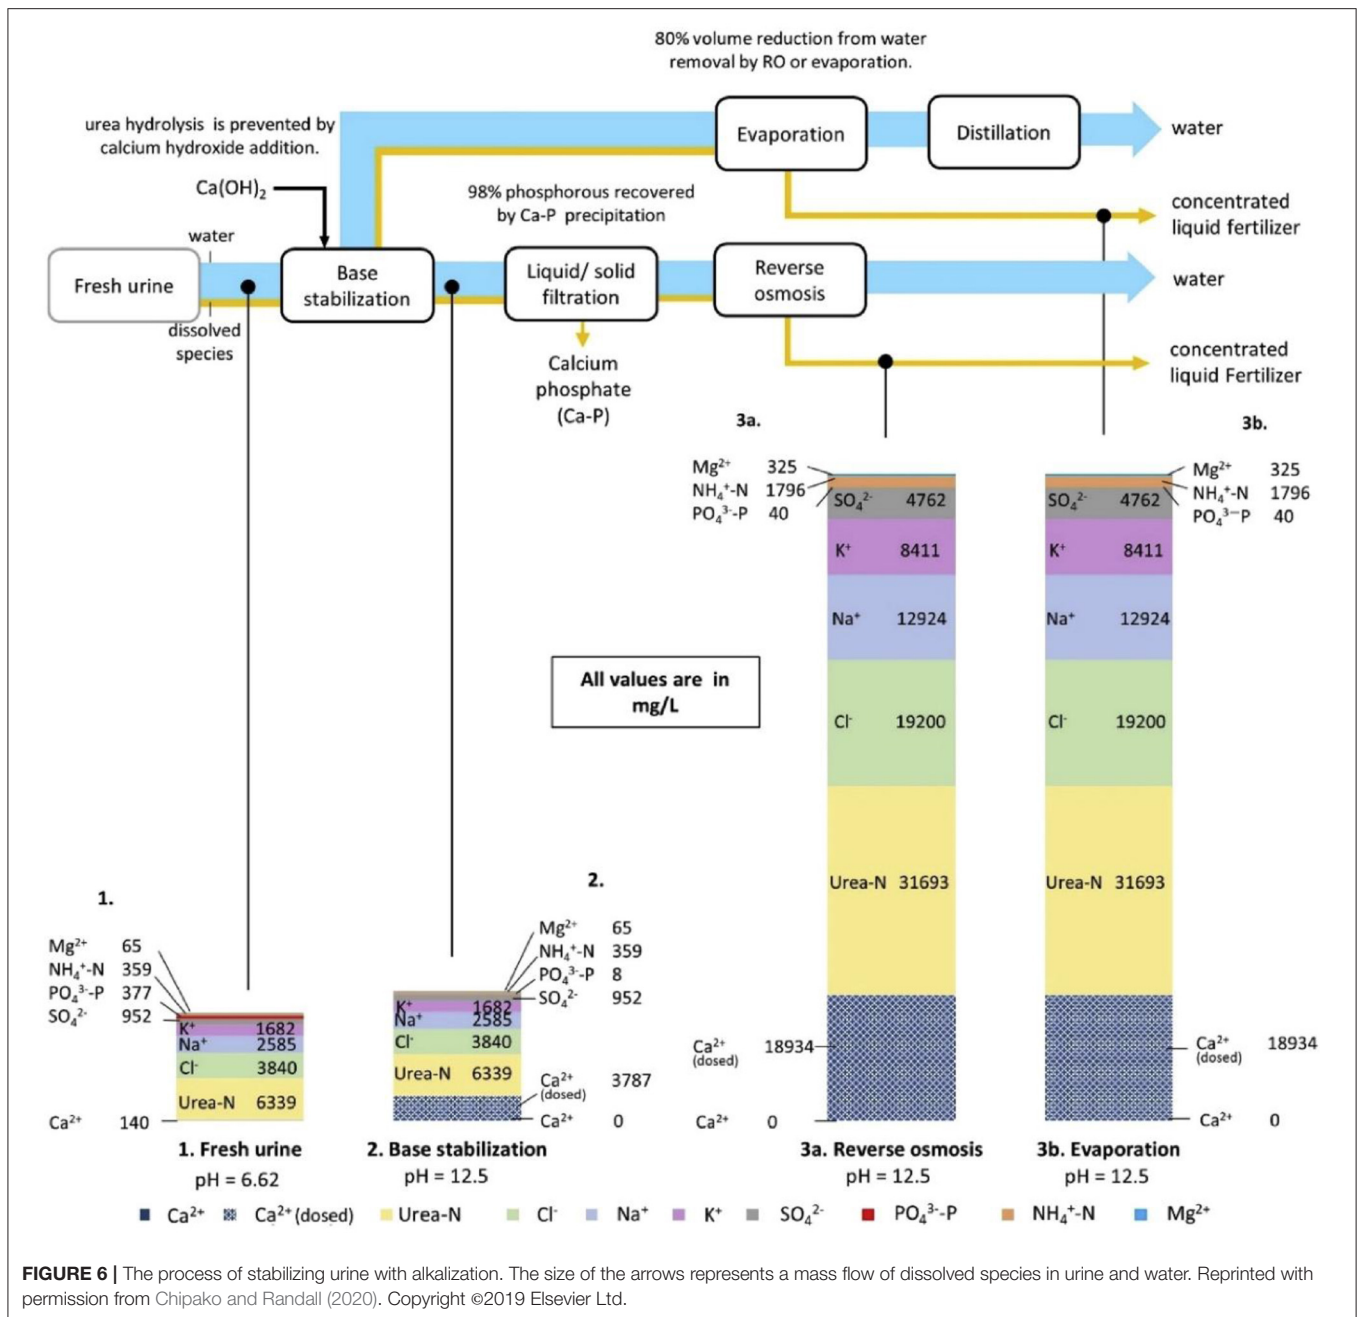 80% volume reduction from water
removal by RO or evaporation.
urea hydrolysis is prevented by
calcium hydroxide addition.
Evaporation
Distillation
water
Ca(OH)₂
98% phosphorous recovered
by Ca-P precipitation
concentrated
liquid fertilizer
water
Fresh urine
Base
stabilization
Liquid/ solid
filtration
Reverse
osmosis
water
dissolved
species
Calcium
phosphate
(Ca-P)
concentrated
liquid Fertilizer
3a.
3b.
Mg²⁺ 325
NH₄⁺-N 1796
PO₄³⁻-P 40
SO₄²⁻ 4762
K⁺ 8411
Na⁺ 12924
Cl⁻ 19200
Urea-N 31693
Ca²⁺ 18934
(dosed)
Ca²⁺ 0
SO₄²⁻ 4762
K⁺ 8411
Na⁺ 12924
Cl⁻ 19200
Urea-N 31693
Mg²⁺ 325
NH₄⁺-N 1796
PO₄³⁻P 40
Ca²⁺ 18934
(dosed)
Ca²⁺ 0
All values are in
mg/L
1.
Mg²⁺ 65
NH₄⁺-N 359
PO₄³⁻-P 377
SO₄²⁻ 952
K⁺ 1682
Na⁺ 2585
Cl⁻ 3840
Urea-N 6339
Ca²⁺ 140
2.
Mg²⁺ 65
NH₄⁺-N 359
PO₄³⁻-P 8
SO₄²⁻ 952
K⁺ 1682
Na⁺ 2585
Cl⁻ 3840
Urea-N 6339
Ca²⁺ 3787
(dosed)
Ca²⁺ 0
1. Fresh urine
pH = 6.62
2. Base stabilization
pH = 12.5
3a. Reverse osmosis
pH = 12.5
3b. Evaporation
pH = 12.5
Ca²⁺ Ca²⁺ (dosed) Urea-N Cl⁻ Na⁺ K⁺ SO₄²⁻ PO₄³⁻-P NH₄⁺-N Mg²⁺
FIGURE 6 | The process of stabilizing urine with alkalization. The size of the arrows represents a mass flow of dissolved species in urine and water. Reprinted with
permission from Chipako and Randall (2020). Copyright ©2019 Elsevier Ltd.